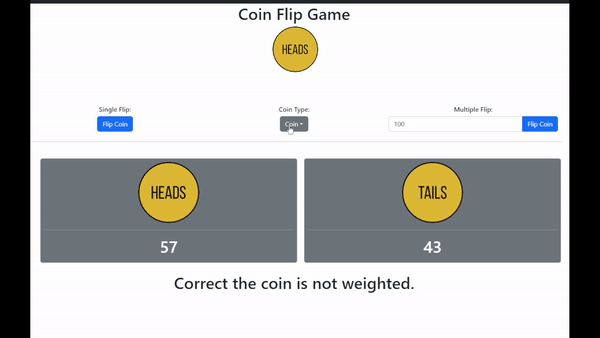 Coin Flip Game
HEADS
Single Flip:
Coin Type:
Multiple Flip:
Flip Coin
Coin
100
Flip Coin
HEADS
TAILS
57
43
Correct the coin is not weighted.